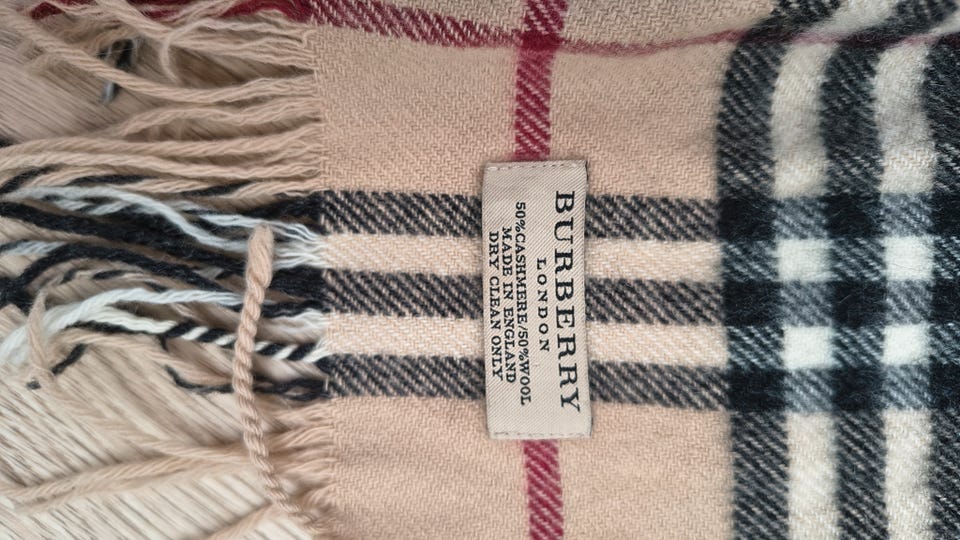 BURBERRY
LONDON
50%CASHMERE/50%WOOL
MADE IN ENGLAND
DRY CLEAN ONLY